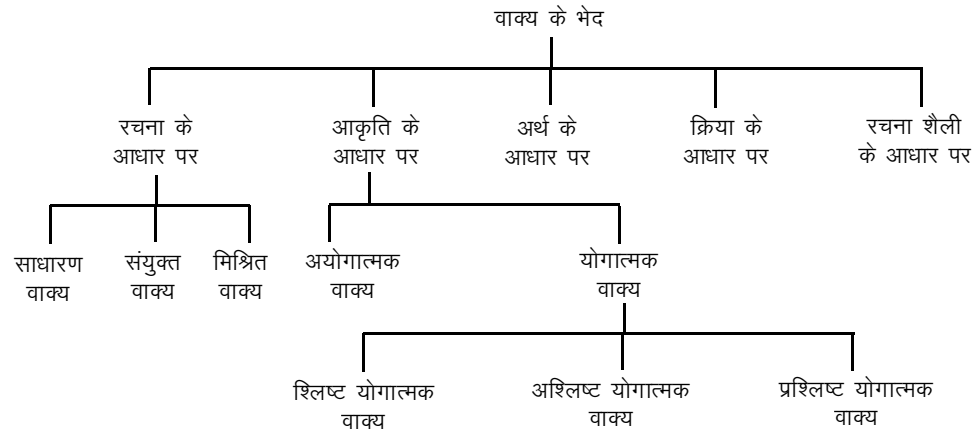 वाक्य के भेद
रचना के
आधार पर
आकृति के
आधार पर
अर्थ के
आधार पर
क्रिया के
आधार पर
रचना शैली
के आधार पर
साधारण
वाक्य
संयुक्त
वाक्य
मिश्रित
वाक्य
अयोगात्मक
वाक्य
योगात्मक
वाक्य
श्लिष्ट योगात्मक
वाक्य
अश्लिष्ट योगात्मक
वाक्य
प्रश्लिष्ट योगात्मक
वाक्य